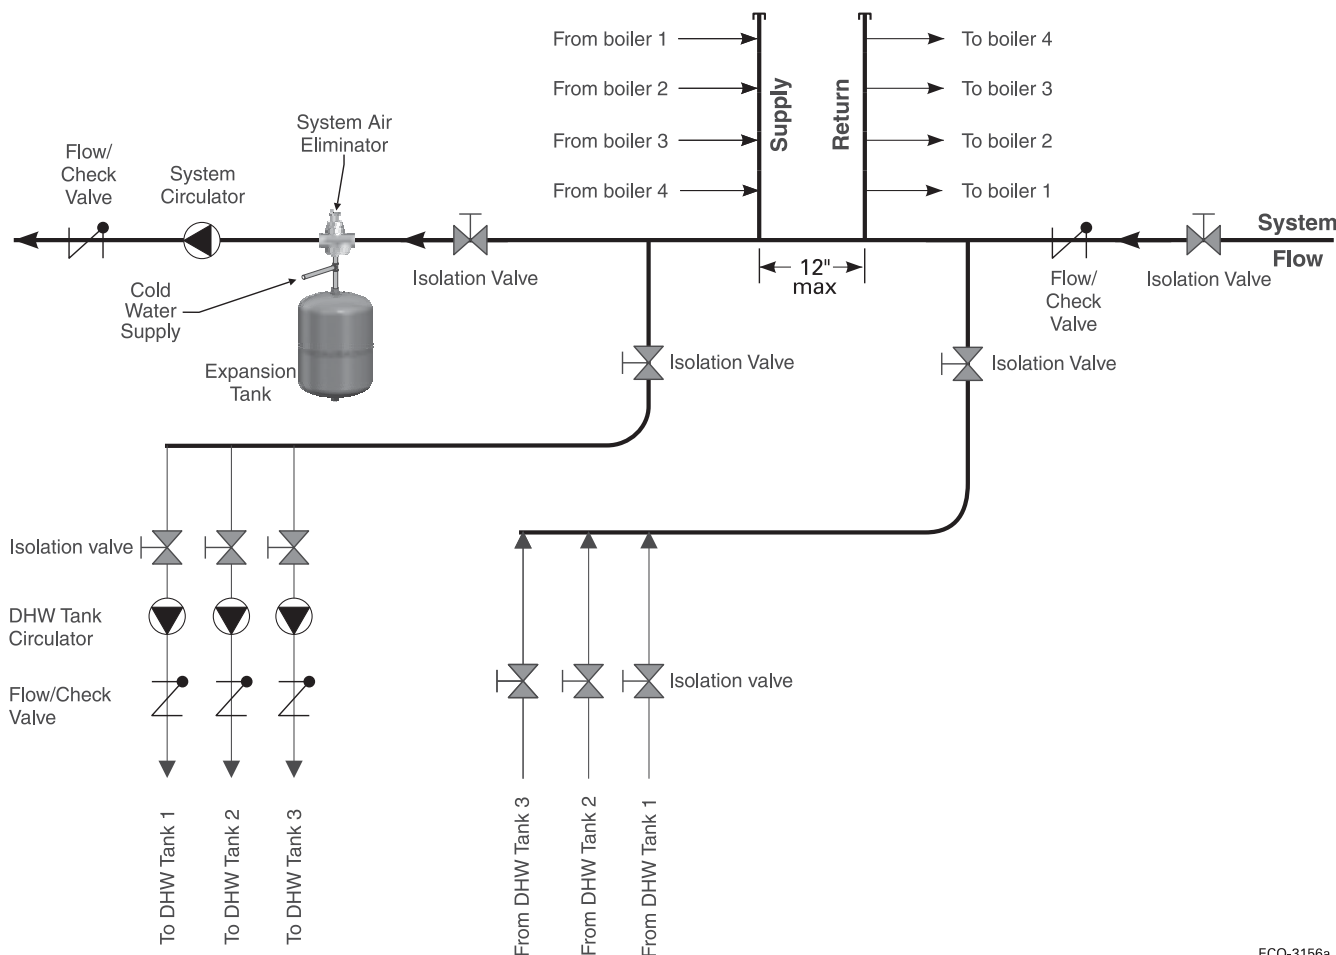 From boiler 1
From boiler 2
From boiler 3
From boiler 4
Supply
Return
To boiler 4
To boiler 3
To boiler 2
To boiler 1
System Air
Eliminator
Flow/
Check
Valve
System
Circulator
Isolation Valve
12"
max
System
Flow
Flow/
Check
Valve
Isolation Valve
Cold
Water
Supply
Expansion
Tank
Isolation Valve
Isolation Valve
Isolation valve
DHW Tank
Circulator
Flow/Check
Valve
Isolation valve
To DHW Tank 1
To DHW Tank 2
To DHW Tank 3
From DHW Tank 3
From DHW Tank 2
From DHW Tank 1
ECO-3156a